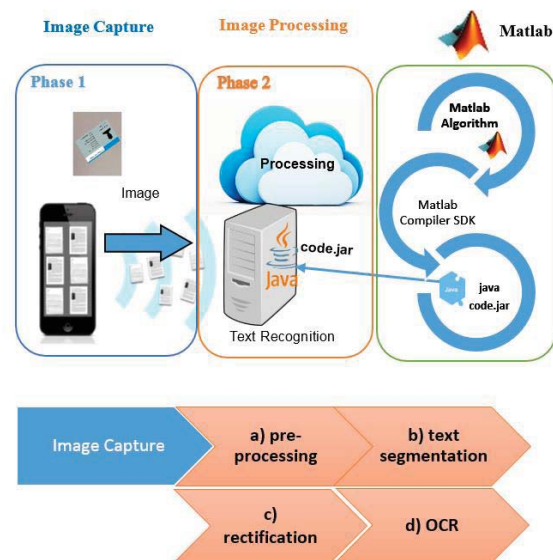 Image Capture
Image Processing
Matlab
Phase 1
Phase 2
Matlab
Algorithm
Processing
Image
Matlab
Compiler SDK
code.jar
Java
Java
java
code.jar
Text Recognition
Image Capture
a) pre-
processing
b) text
segmentation
c)
rectification
d) OCR